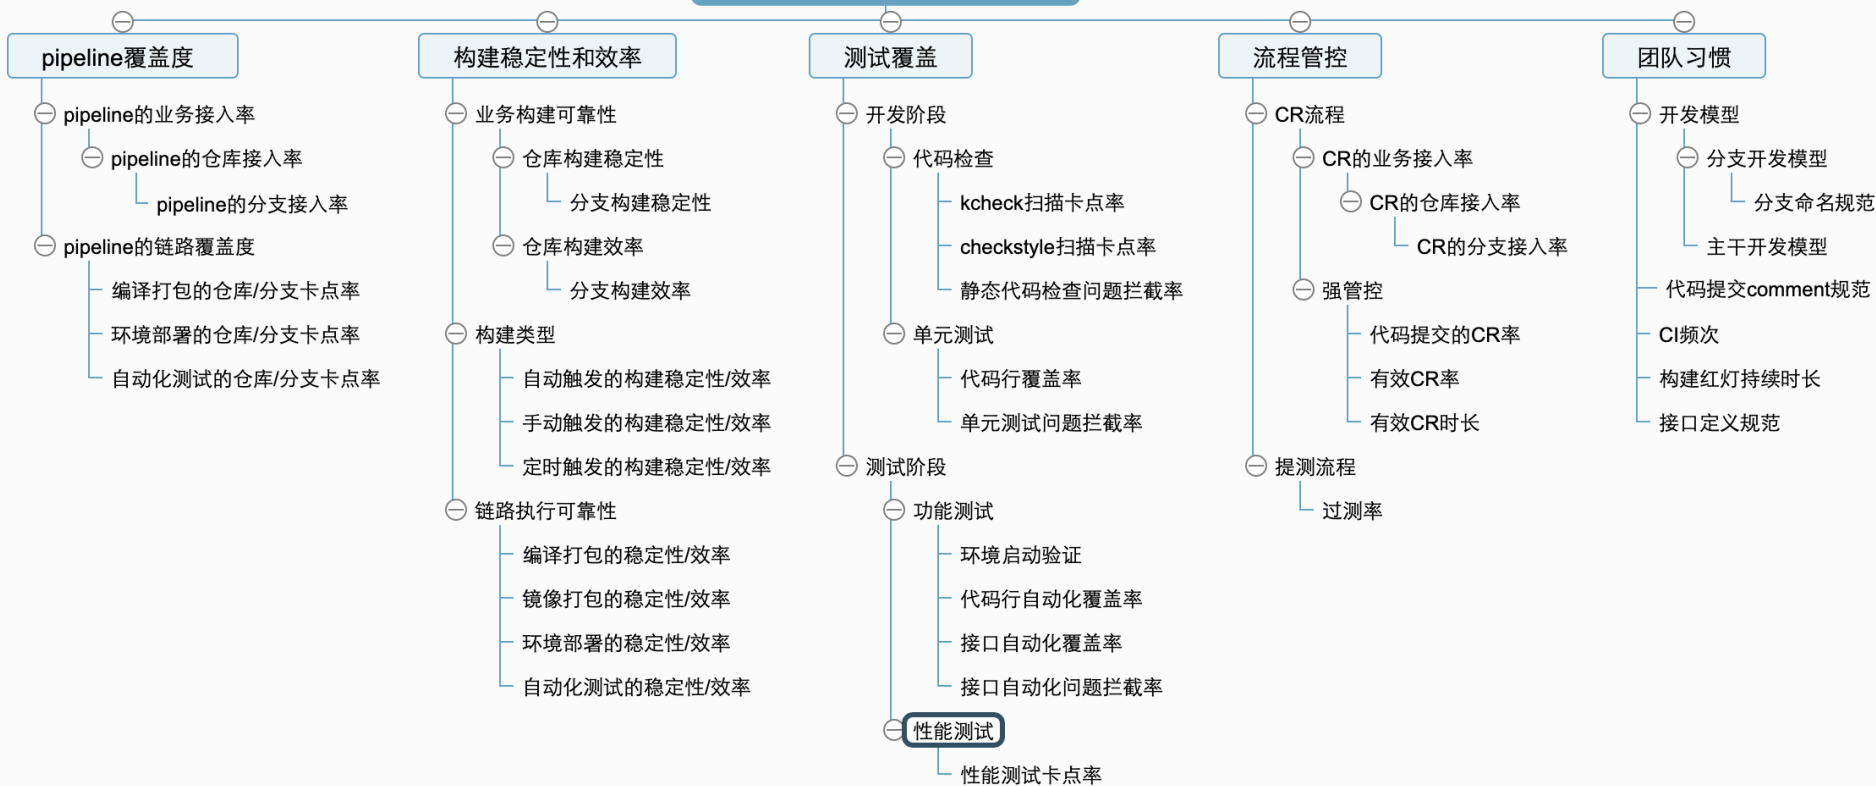 pipeline覆盖度
pipeline的业务接入率
pipeline的仓库接入率
pipeline的分支接入率
pipeline的链路覆盖度
编译打包的仓库/分支卡点率
环境部署的仓库/分支卡点率
自动化测试的仓库/分支卡点率
构建稳定性和效率
业务构建可靠性
仓库构建稳定性
分支构建稳定性
仓库构建效率
分支构建效率
构建类型
自动触发的构建稳定性/效率
手动触发的构建稳定性/效率
定时触发的构建稳定性/效率
链路执行可靠性
编译打包的稳定性/效率
镜像打包的稳定性/效率
环境部署的稳定性/效率
自动化测试的稳定性/效率
测试覆盖
开发阶段
代码检查
kcheck扫描卡点率
checkstyle扫描卡点率
静态代码检查问题拦截率
单元测试
代码行覆盖率
单元测试问题拦截率
测试阶段
功能测试
环境启动验证
代码行自动化覆盖率
接口自动化覆盖率
接口自动化问题拦截率
性能测试
性能测试卡点率
流程管控
CR流程
CR的业务接入率
CR的仓库接入率
CR的分支接入率
强管控
代码提交的CR率
有效CR率
有效CR时长
提测流程
过测率
团队习惯
开发模型
分支开发模型
分支命名规范
主干开发模型
代码提交comment规范
CI频次
构建红灯持续时长
接口定义规范